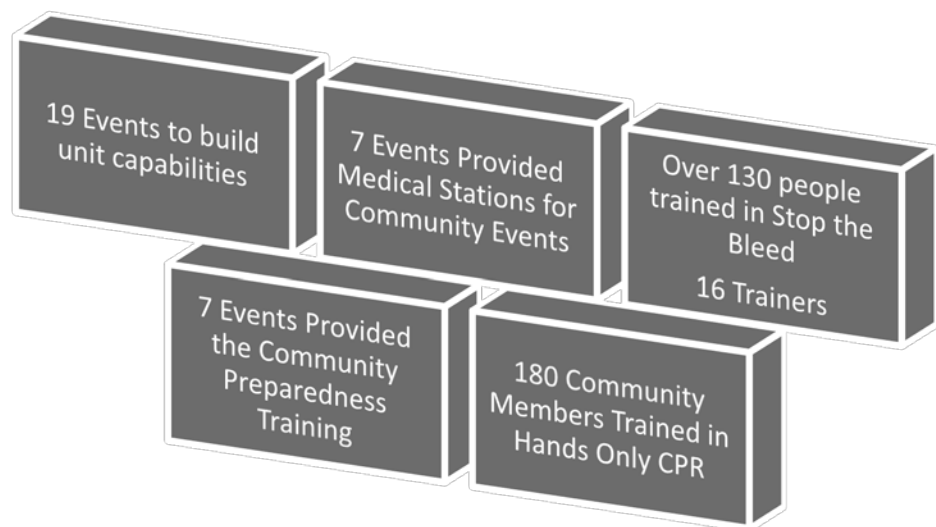 19 Events to build
unit capabilities
7 Events Provided
Medical Stations for
Community Events
Over 130 people
trained in Stop the
Bleed
16 Trainers
7 Events Provided
the Community
Preparedness
Training
180 Community
Members Trained in
Hands Only CPR